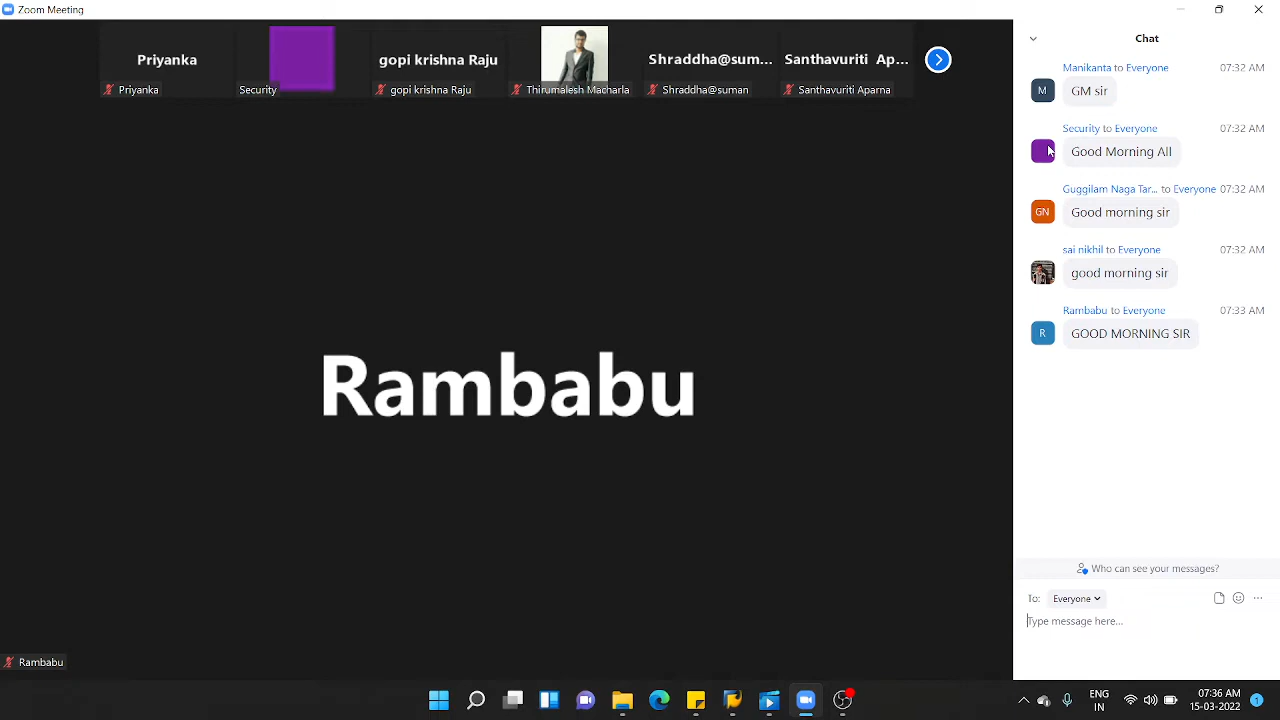 Zoom Meeting
Priyanka
gopi krishna Raju
Shraddha@sum...
Santhavuriti Ap...
Priyanka
Security
gopi krishna Raju
Thirumalesh Macharla
Shraddha@suman
Santhavuriti Aparna
Rambabu
Rambabu
Chat
Manikanta to Everyone 07:32 AM
M
GM sir
Security to Everyone 07:32 AM
Good Morning All
Guggilam Naga Tar... to Everyone 07:32 AM
GN
Good morning sir
sai nikhil to Everyone 07:32 AM
good morning sir
Rambabu to Everyone 07:33 AM
R
GOOD MORNING SIR
Who can see your messages?
To: Everyone
Type message here...
ENG
IN
07:36 AM
15-03-2022
1